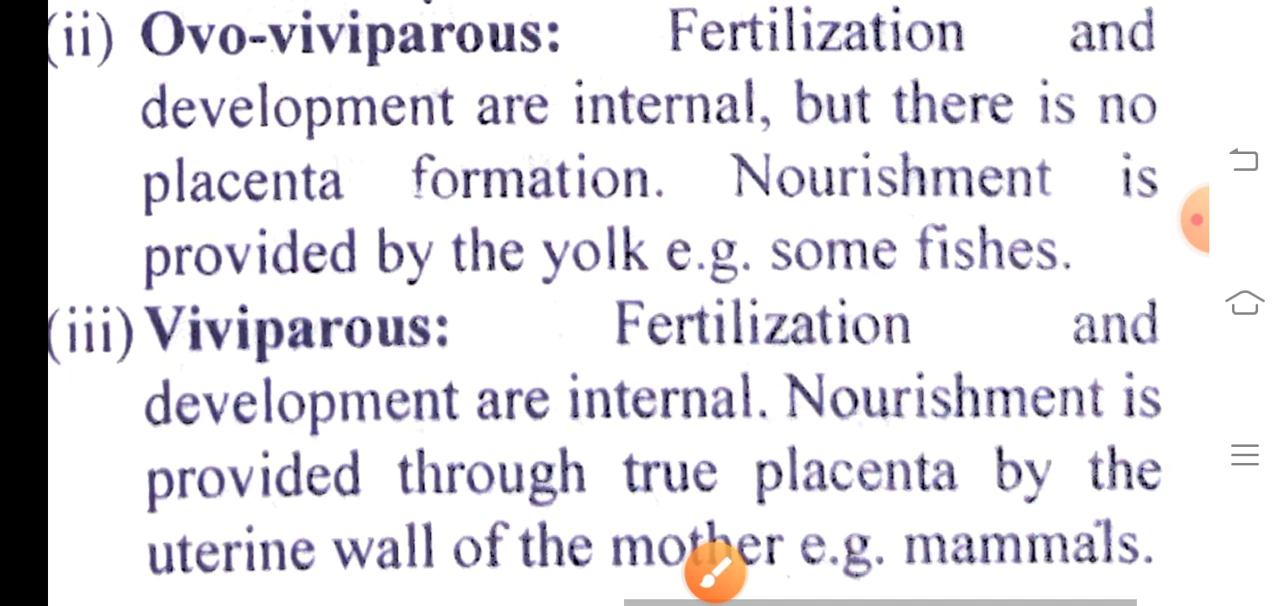 (ii) Ovo-viviparous: Fertilization and
development are internal, but there is no
placenta formation. Nourishment is
provided by the yolk e.g. some fishes.
(iii) Viviparous: Fertilization and
development are internal. Nourishment is
provided through true placenta by the
uterine wall of the mother e.g. mammals.